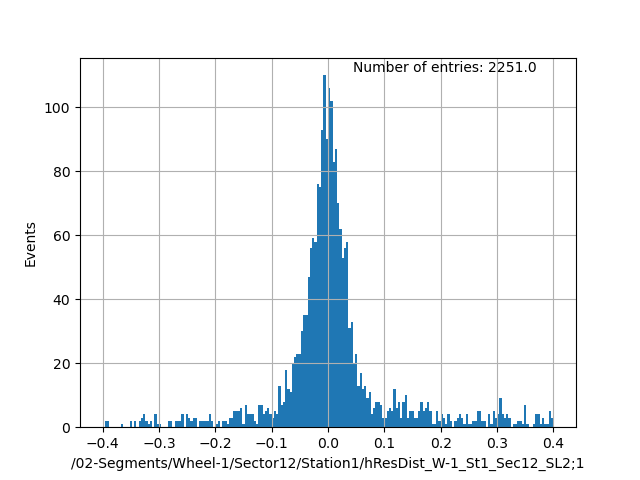 Number of entries: 2251.0
Events
100
80
60
40
20
0
−0.4 −0.3 −0.2 −0.1 0.0 0.1 0.2 0.3 0.4
/02-Segments/Wheel-1/Sector12/Station1/hResDist_W-1_St1_Sec12_SL2;1